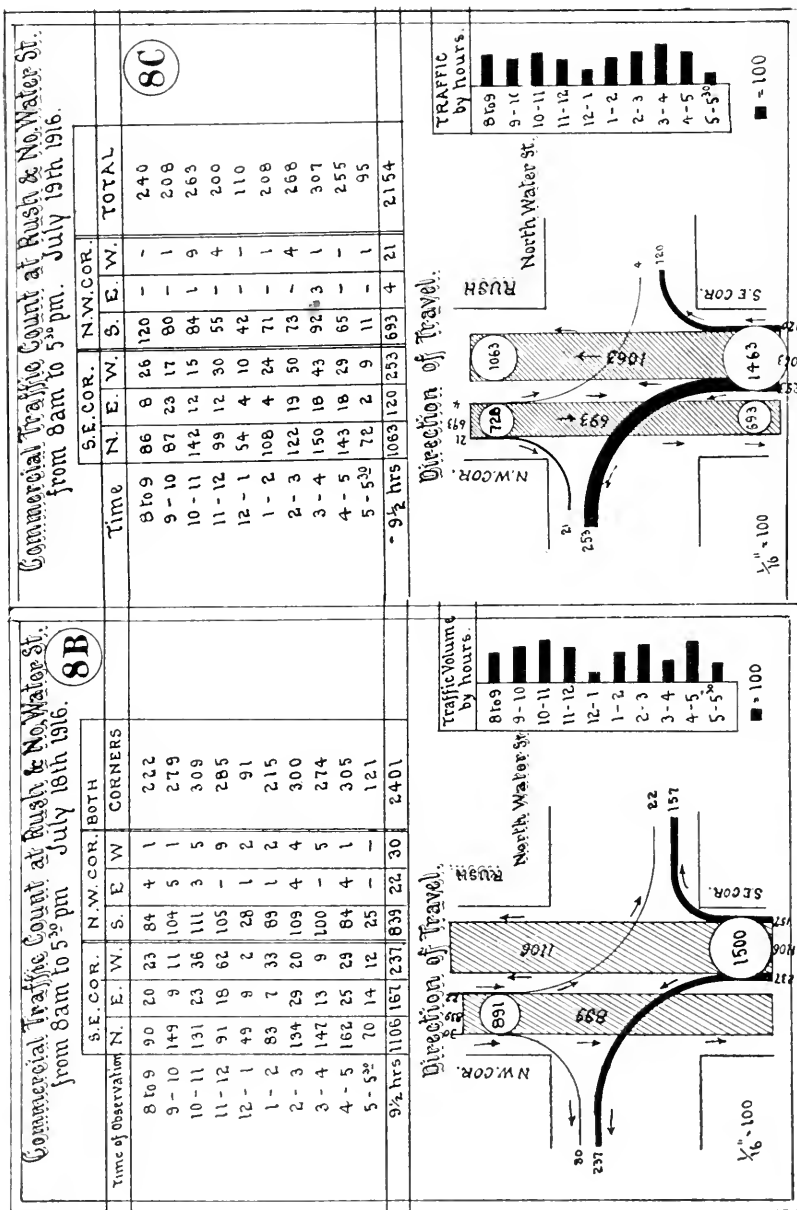 Commercial Traffic Count at Rush & No. Water St.
from 8am to 5³⁰ pm July 18th 1916.
8B
Time of Observation S.E. COR. N.W. COR. BOTH
N. E. W. S. E W CORNERS
8 to 9 90 20 23 84 4 1 222
9 - 10 149 9 11 104 5 1 279
10 - 11 131 23 36 111 3 5 309
11 - 12 91 18 62 105 - 9 285
12 - 1 49 9 2 28 1 2 91
1 - 2 83 7 33 89 1 2 215
2 - 3 134 29 20 109 4 4 300
3 - 4 147 13 9 100 - 5 274
4 - 5 162 25 29 84 4 1 305
5 - 5³⁰ 70 14 12 25 - - 121
9½ hrs 1106 167 237 839 22 30 2401
Direction of Travel.
Traffic Volume
by hours.
8 to 9
9 - 10
10 - 11
11 - 12
12 - 1
1 - 2
2 - 3
3 - 4
4 - 5
5 - 5³⁰
= 100
RUSH
North Water St.
N.W. COR.
S.E COR.
891
899
1106
1500
22
157
80
237
237
1106
157
1/16" = 100
Commercial Traffic Count at Rush & No. Water St.
from 8am to 5³⁰ pm. July 19th 1916.
8C
Time S.E. COR. N.W. COR. TOTAL
N. E. W. S. E. W.
8 to 9 86 8 26 120 - - 240
9 - 10 87 23 17 80 - 1 208
10 - 11 142 12 15 84 1 9 263
11 - 12 99 12 30 55 - 4 200
12 - 1 54 4 10 42 - - 110
1 - 2 108 4 24 71 - 1 208
2 - 3 122 19 50 73 - 4 268
3 - 4 150 18 43 92 3 1 307
4 - 5 143 18 29 65 - - 255
5 - 5³⁰ 72 2 9 11 - 1 95
- 9½ hrs 1063 120 253 693 4 21 2154
Direction of Travel.
TRAFFIC
by hours.
8 to 9
9 - 10
10 - 11
11 - 12
12 - 1
1 - 2
2 - 3
3 - 4
4 - 5
5 - 5³⁰
= 100
RUSH
North Water St.
N.W. COR.
S.E COR.
21 693 4
728
1063
693
1063
693
1463
4
120
21
253
1/16" = 100